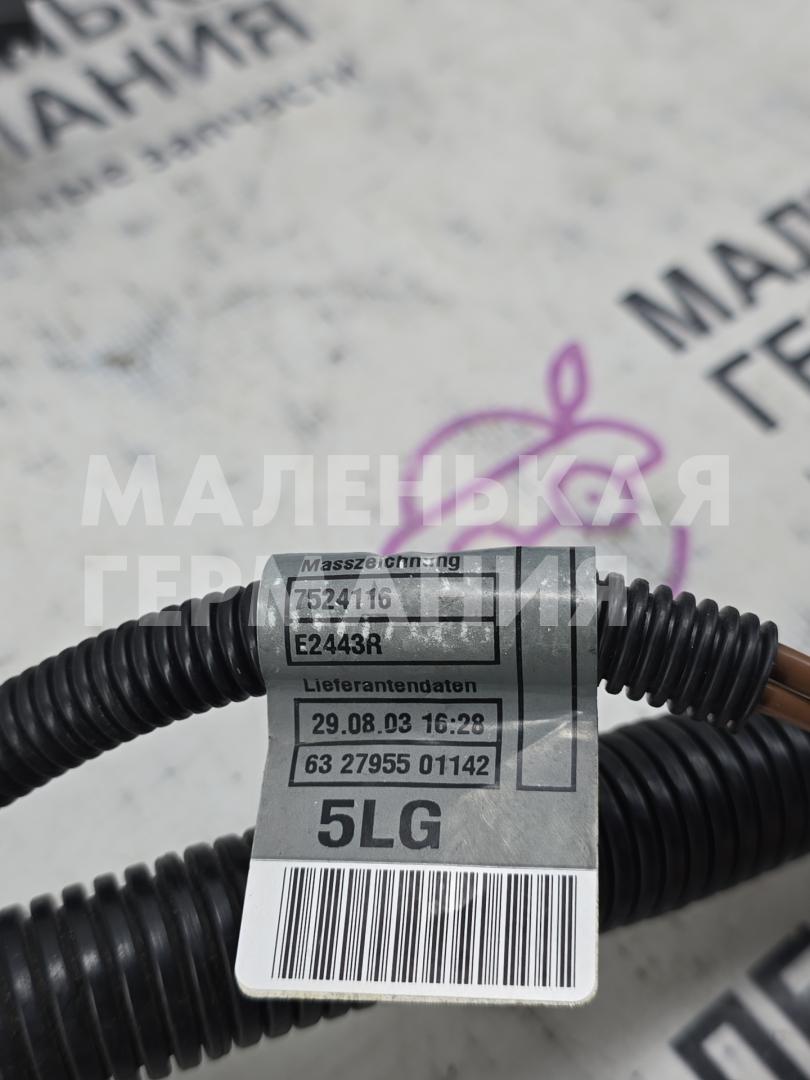 МАЛЕНЬКАЯ
ГЕРМАНИЯ
Masszeichnung
7524116
E2443R
Lieferantendaten
29.08.03 16:28
63 27955 01142
5LG